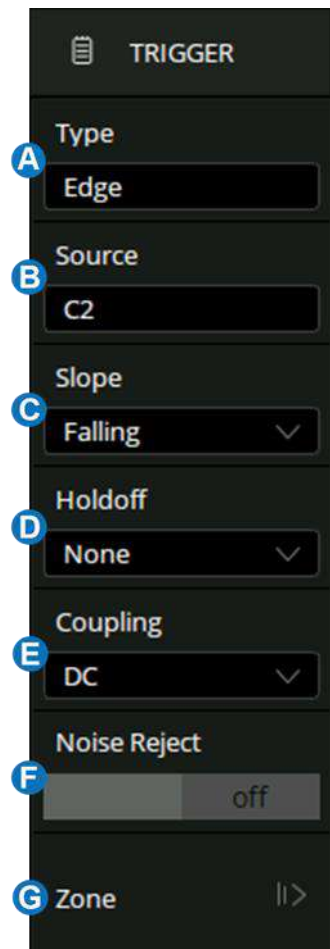 TRIGGER
Type
A
Edge
Source
B
C2
Slope
C
Falling
Holdoff
D
None
Coupling
E
DC
Noise Reject
F
off
G Zone